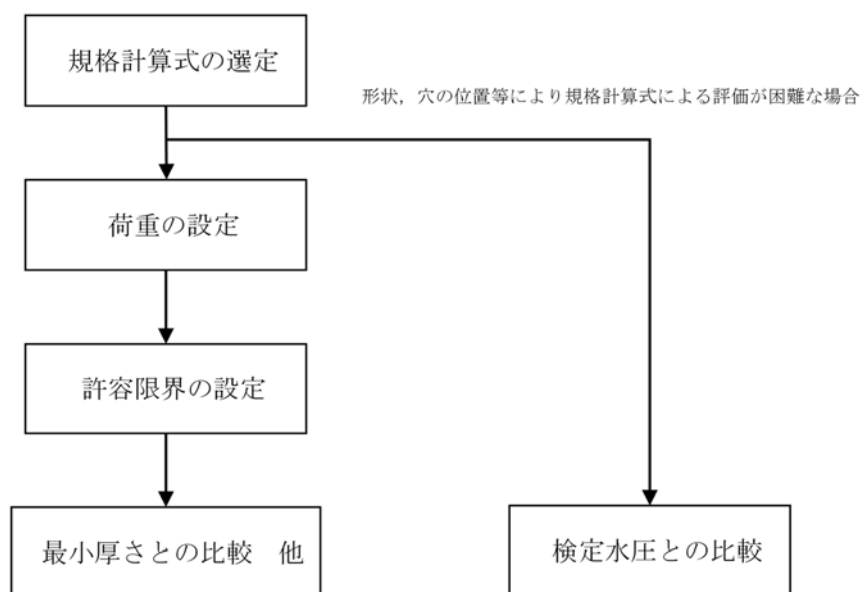 規格計算式の選定
形状，穴の位置等により規格計算式による評価が困難な場合
荷重の設定
許容限界の設定
最小厚さとの比較　他
検定水圧との比較